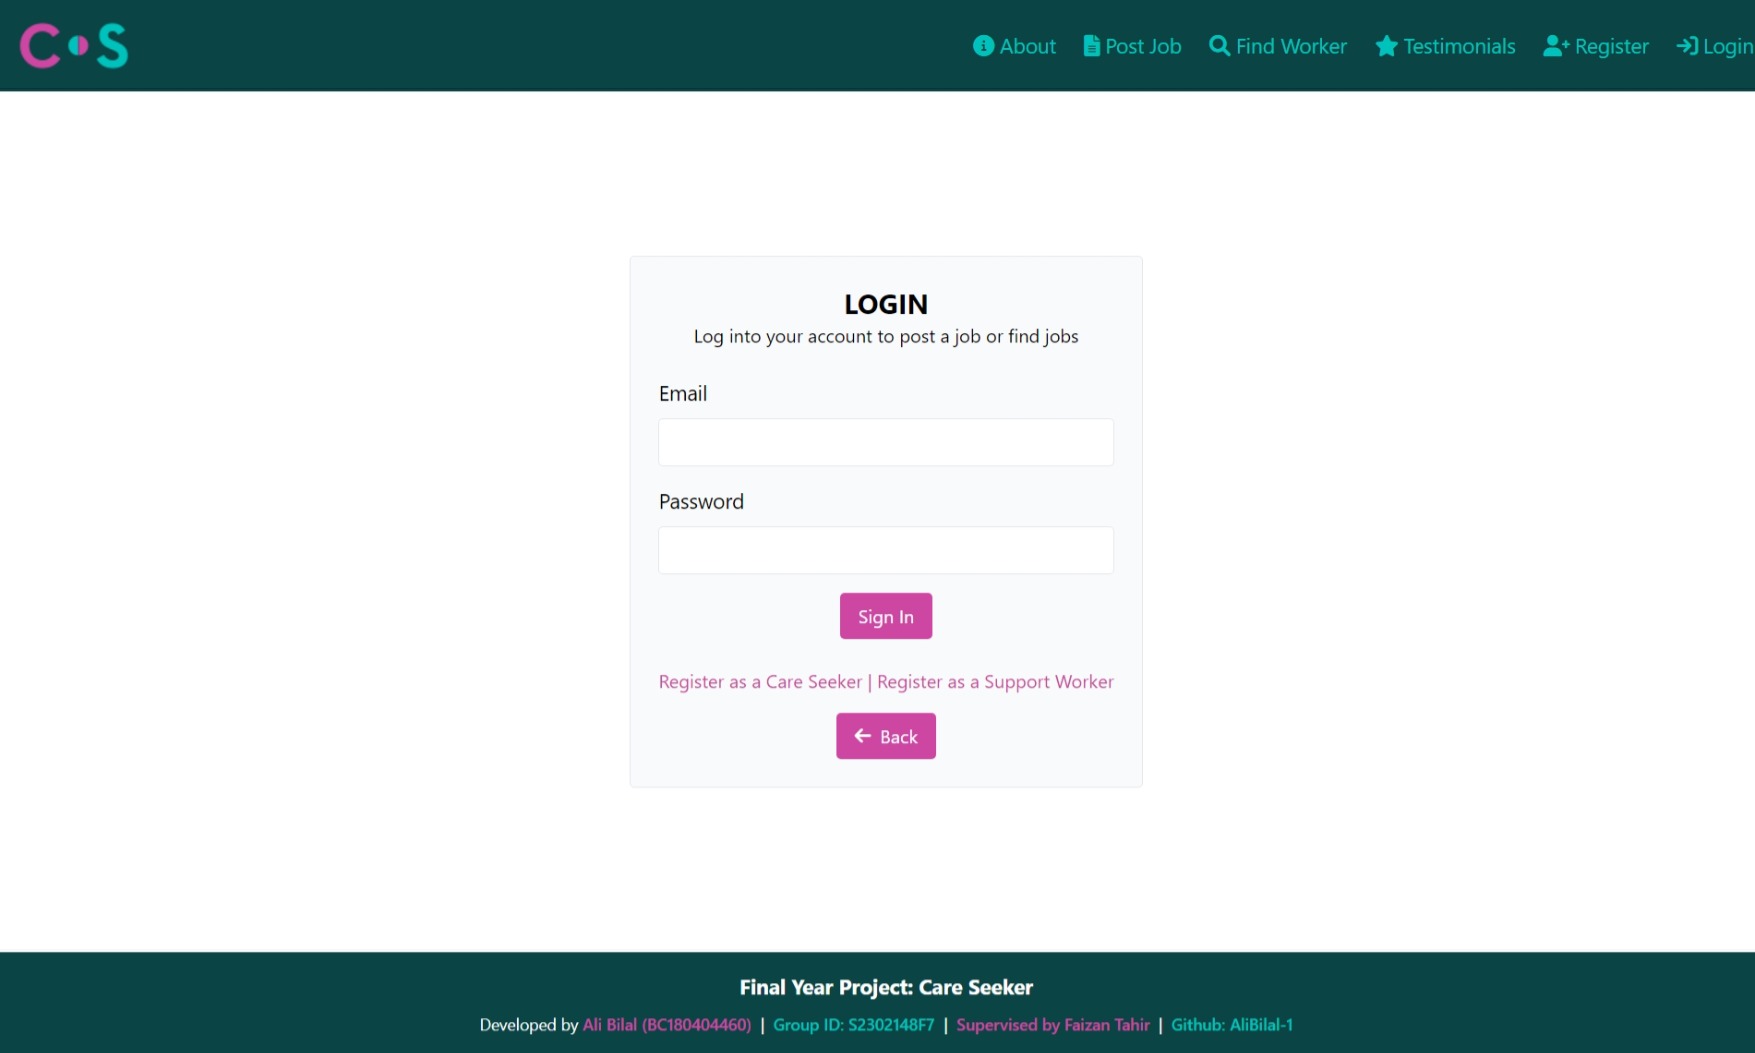 C S
About Post Job Find Worker Testimonials Register Login
LOGIN
Log into your account to post a job or find jobs
Email
Password
Sign In
Register as a Care Seeker | Register as a Support Worker
Back
Final Year Project: Care Seeker
Developed by Ali Bilal (BC180404460) | Group ID: S2302148F7 | Supervised by Faizan Tahir | Github: AliBilal-1